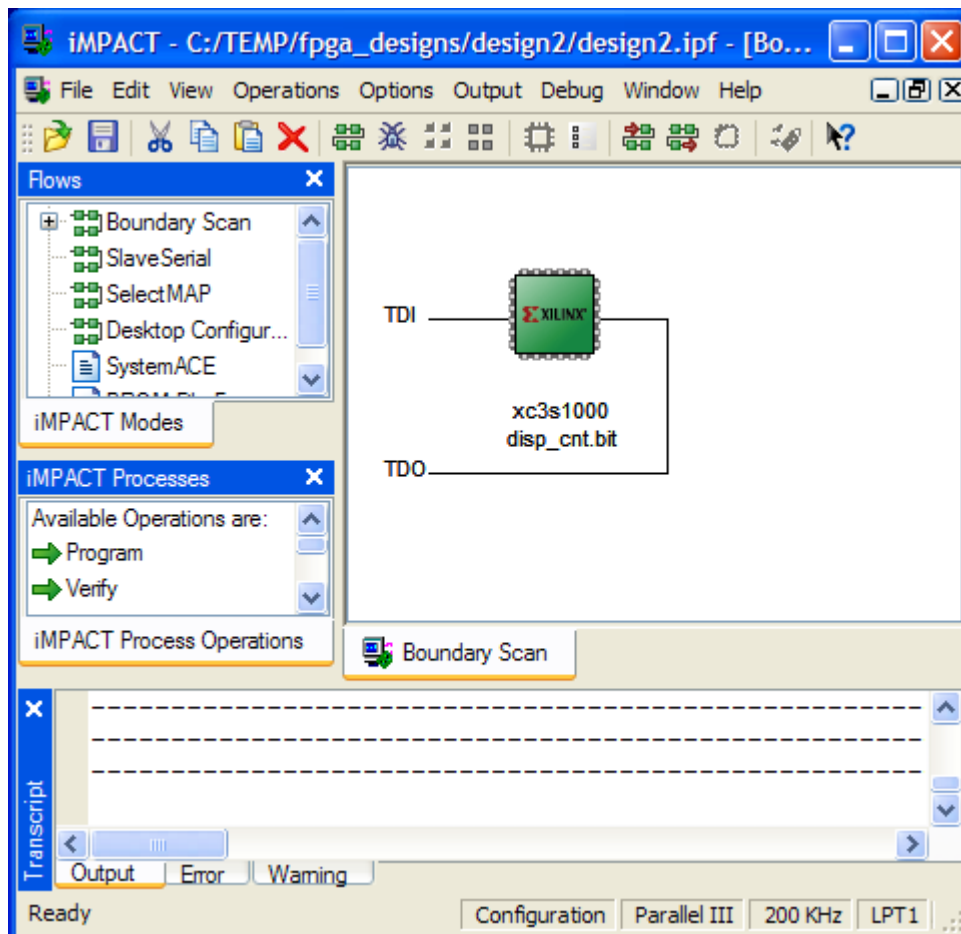 iMPACT - C:/TEMP/fpga_designs/design2/design2.ipf - [Bo...
File Edit View Operations Options Output Debug Window Help
Flows
Boundary Scan
SlaveSerial
SelectMAP
Desktop Configur...
SystemACE
iMPACT Modes
iMPACT Processes
Available Operations are:
Program
Verify
iMPACT Process Operations
TDI
XILINX
xc3s1000
disp_cnt.bit
TDO
Boundary Scan
Transcript
Output Error Warning
Ready Configuration Parallel III 200 KHz LPT1